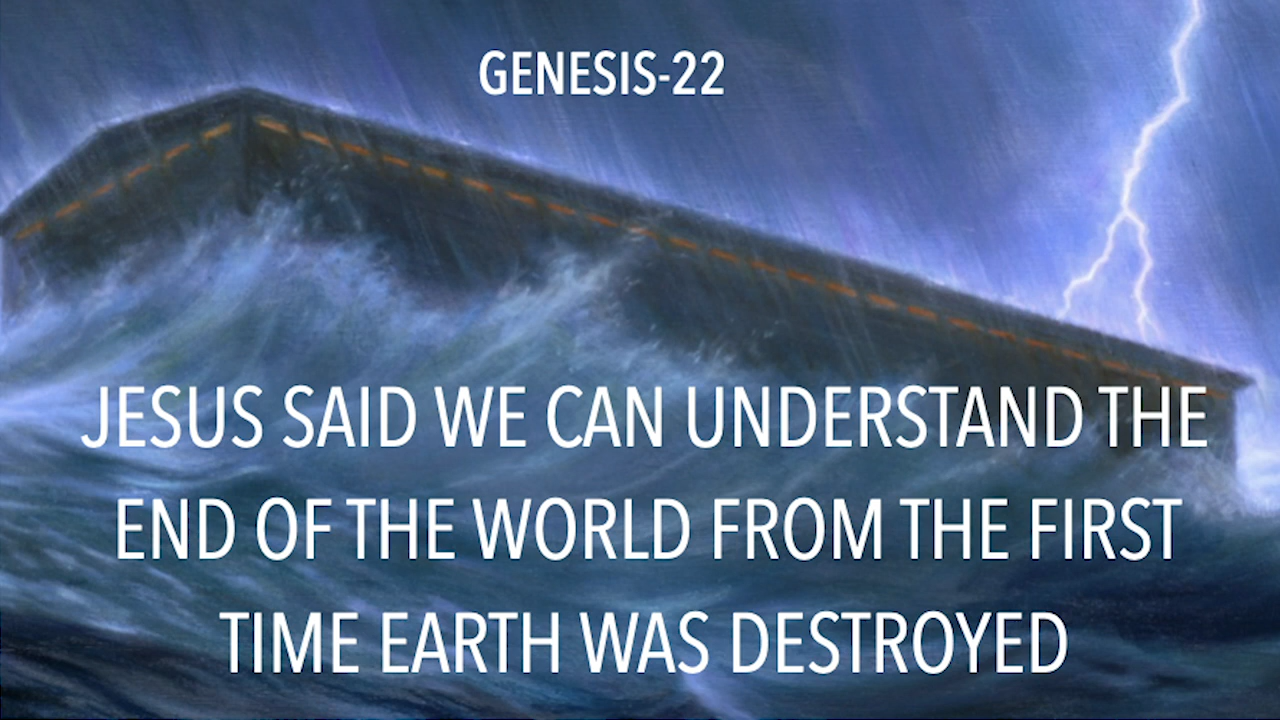 GENESIS-22
JESUS SAID WE CAN UNDERSTAND THE
END OF THE WORLD FROM THE FIRST
TIME EARTH WAS DESTROYED